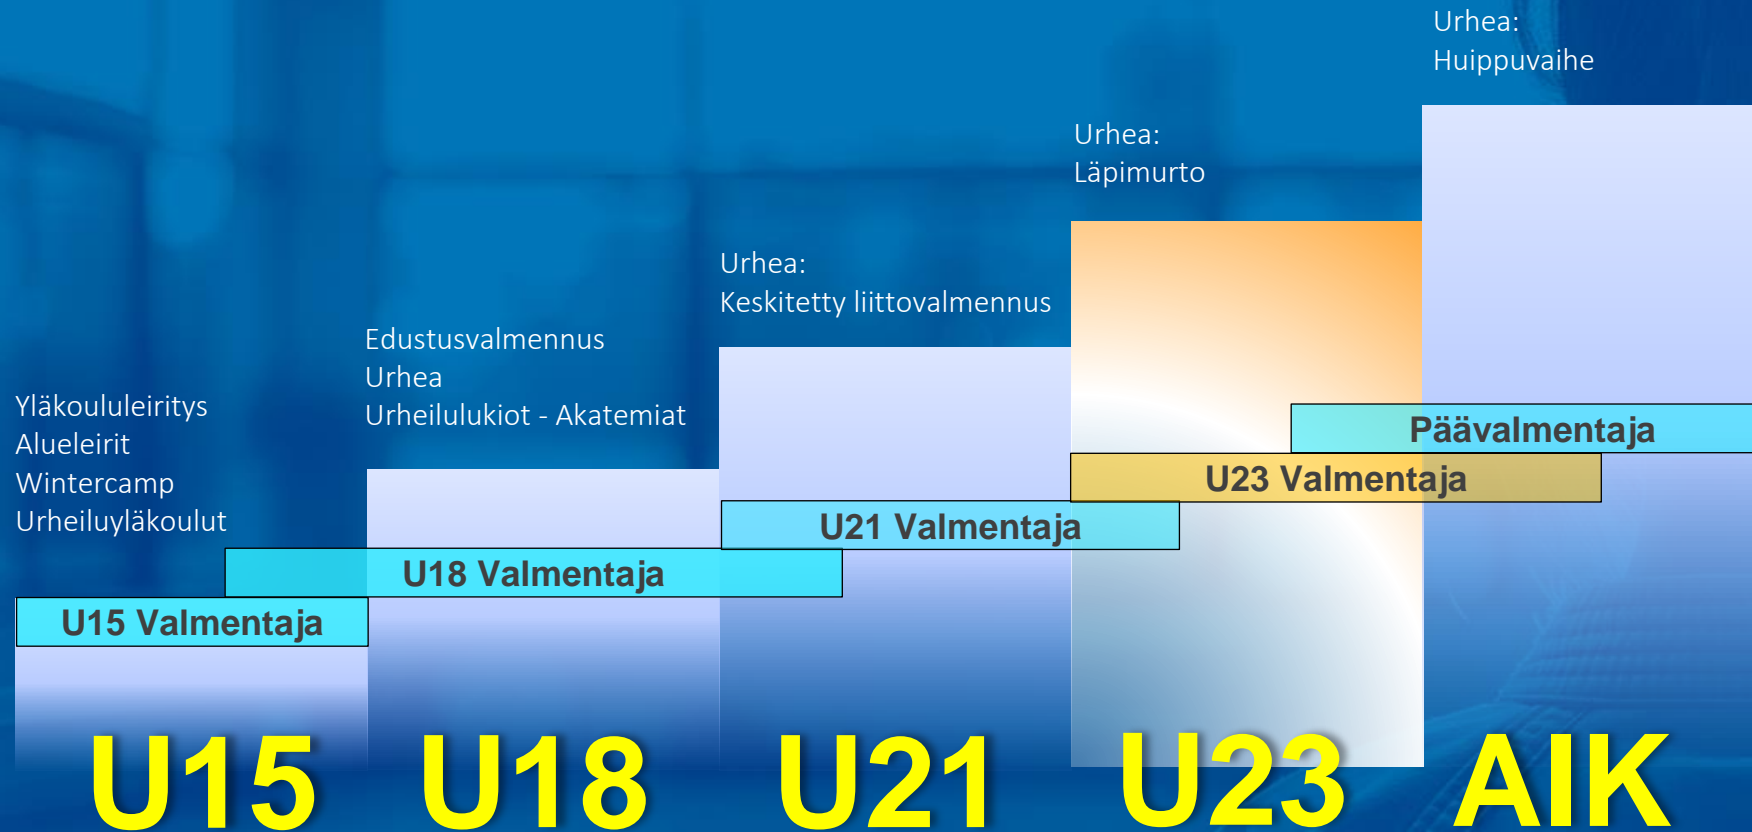 Urhea:
Huippuvaihe
Urhea:
Läpimurto
Urhea:
Keskitetty liittovalmennus
Edustusvalmennus
Urhea
Urheilulukiot - Akatemiat
Yläkoululeiritys
Alueleirit
Wintercamp
Urheiluyläkoulut
Päävalmentaja
U23 Valmentaja
U21 Valmentaja
U18 Valmentaja
U15 Valmentaja
U15 U18 U21 U23 AIK